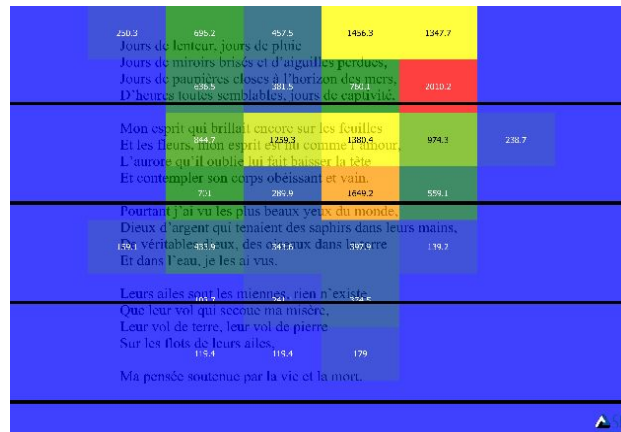 250.3 696.2 457.5 1456.3 1347.7
Jours de lenteur, jours de pluie
Jours de miroirs brisés et d'aiguilles perdues,
Jours de paupières closes à l'horizon des mers,
636.5 381.5 760.1 2010.2
D'heures toutes semblables, jours de captivité,
Mon esprit qui brillait encore sur les feuilles
844.7 1259.3 1380.4 974.3 238.7
Et les fleurs, mon esprit est nu comme l'amour,
L'aurore qu'il oublie lui fait baisser la tête
Et contempler son corps obéissant et vain.
701 289.9 1649.2 559.1
Pourtant j'ai vu les plus beaux yeux du monde,
Dieux d'argent qui tenaient des saphirs dans leurs mains,
De véritables dieux, des oiseaux dans la terre
159.1 433.9 343.6 397.9 139.2
Et dans l'eau, je les ai vus.
Leurs ailes sont les miennes, rien n'existe
103.7 241 374.5
Que leur vol qui secoue ma misère,
Leur vol de terre, leur vol de pierre
Sur les flots de leurs ailes,
119.4 119.4 179
Ma pensée soutenue par la vie et la mort.